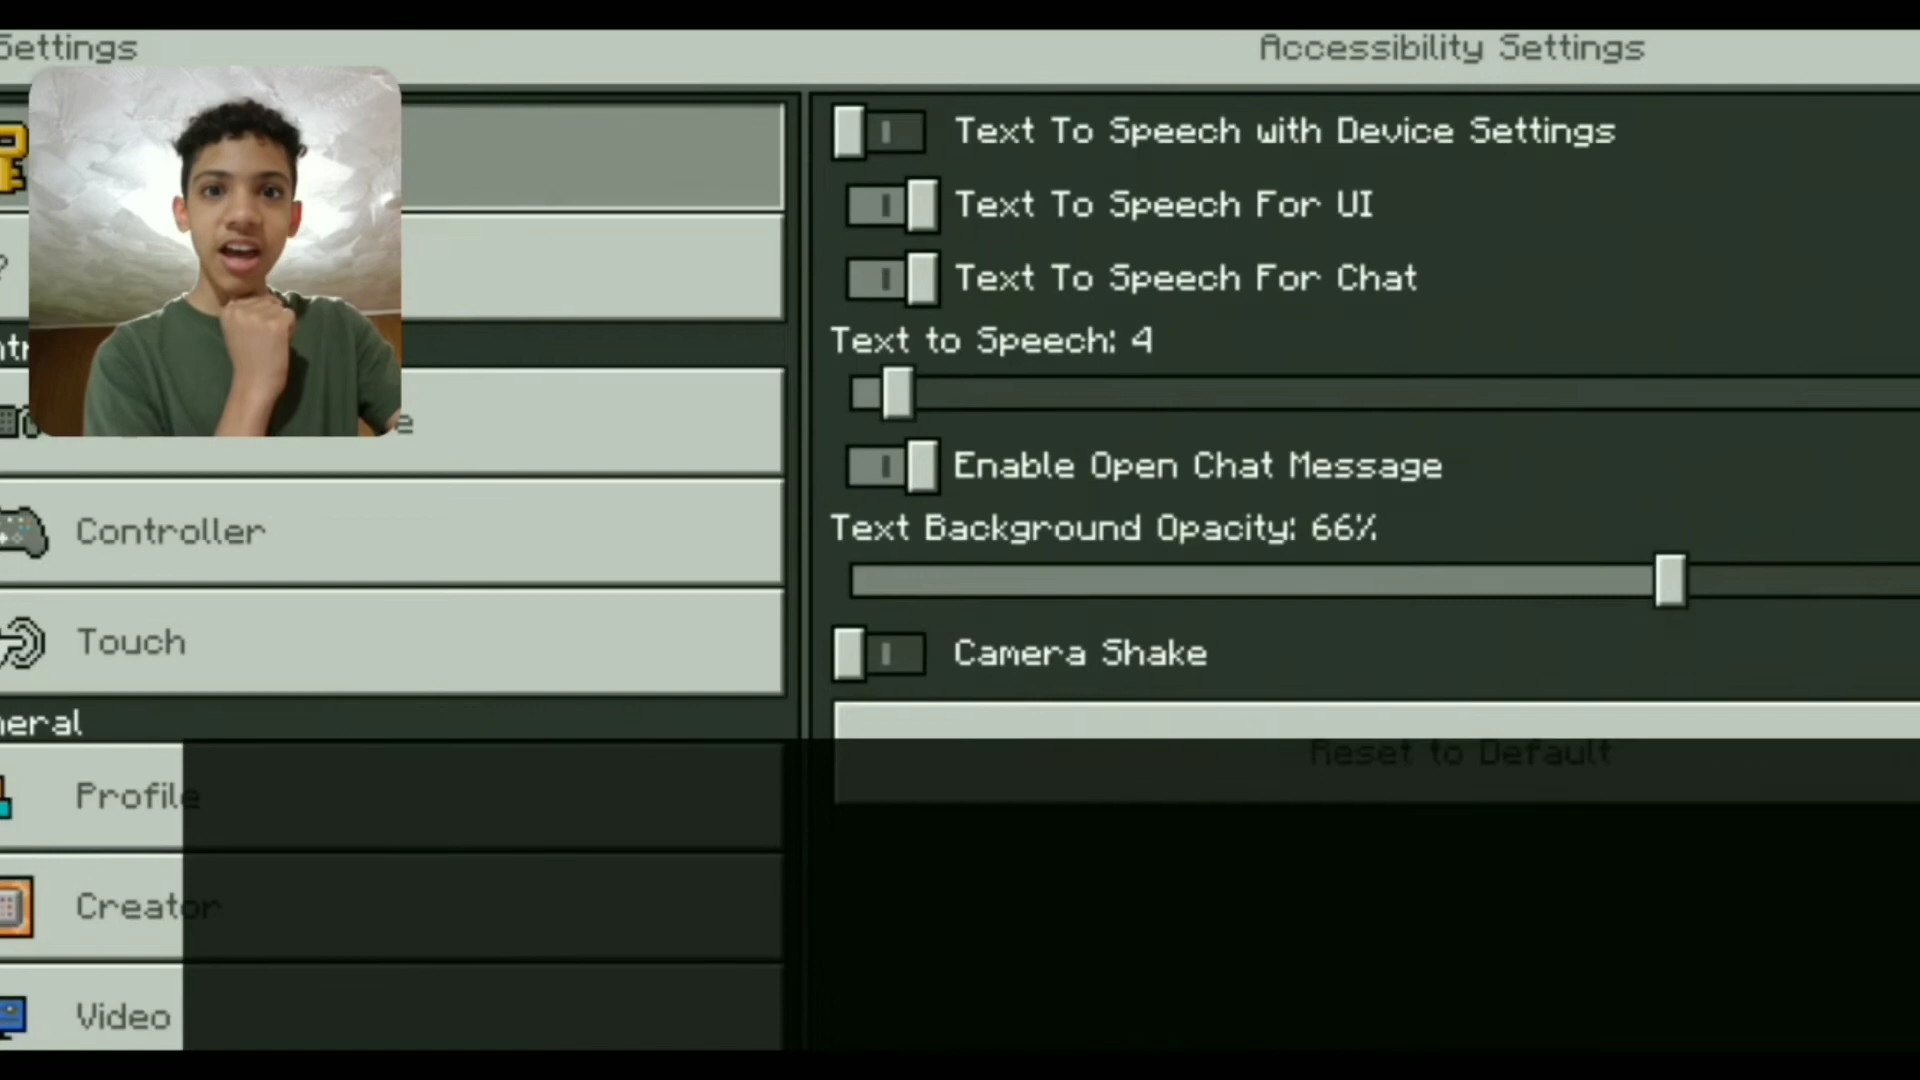 Settings
Accessibility Settings
Text To Speech with Device Settings
Text To Speech For UI
Text To Speech For Chat
Text to Speech: 4
Enable Open Chat Message
Text Background Opacity: 66%
Camera Shake
Reset to Default
Controller
Touch
neral
Profile
Creator
Video